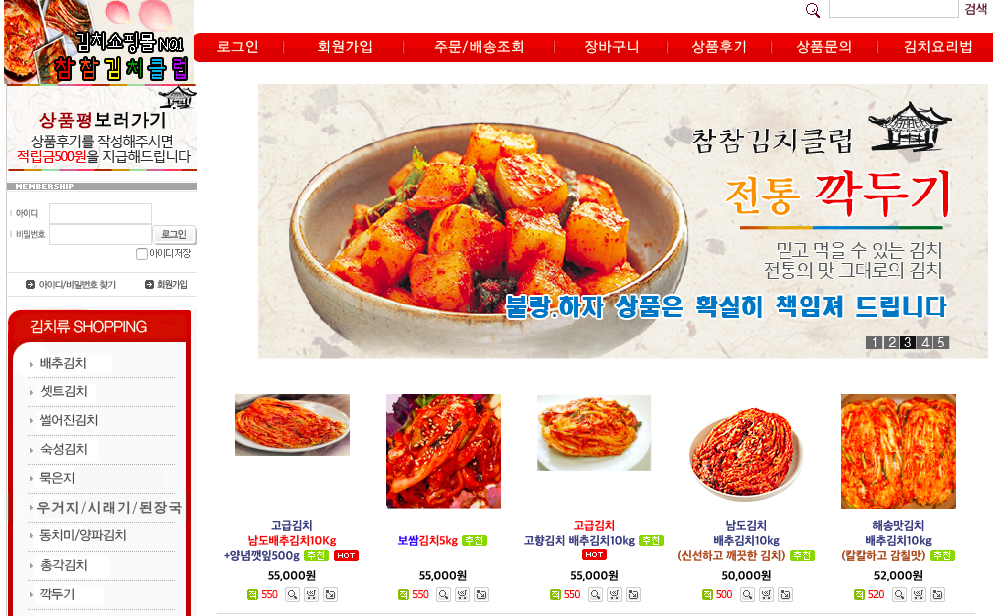 김치쇼핑몰 NO1
참참김치클럽
검색
로그인
회원가입
주문/배송조회
장바구니
상품후기
상품문의
김치요리법
상품평보러가기
상품후기를 작성해주시면
적립금500원을 지급해드립니다
MEMBERSHIP
아이디
비밀번호
로그인
아이디저장
아이디/비밀번호 찾기
회원가입
참참김치클럽
전통 깍두기
믿고 먹을 수 있는 김치
전통의 맛 그대로의 김치
불량.하자 상품은 확실히 책임져 드립니다
1 2 3 4 5
김치류 SHOPPING
배추김치
셋트김치
썰어진김치
숙성김치
묵은지
우거지/시래기/된장국
동치미/양파김치
총각김치
깍두기
고급김치
남도배추김치10Kg
+양념깻잎500g 추천 HOT
55,000원
적 550
보쌈김치5kg 추천
55,000원
적 550
고급김치
고향김치 배추김치10kg 추천
HOT
55,000원
적 550
남도김치
배추김치10kg
(신선하고 깨끗한 김치) 추천
50,000원
적 500
해송맛김치
배추김치10kg
(칼칼하고 감칠맛) 추천
52,000원
적 520